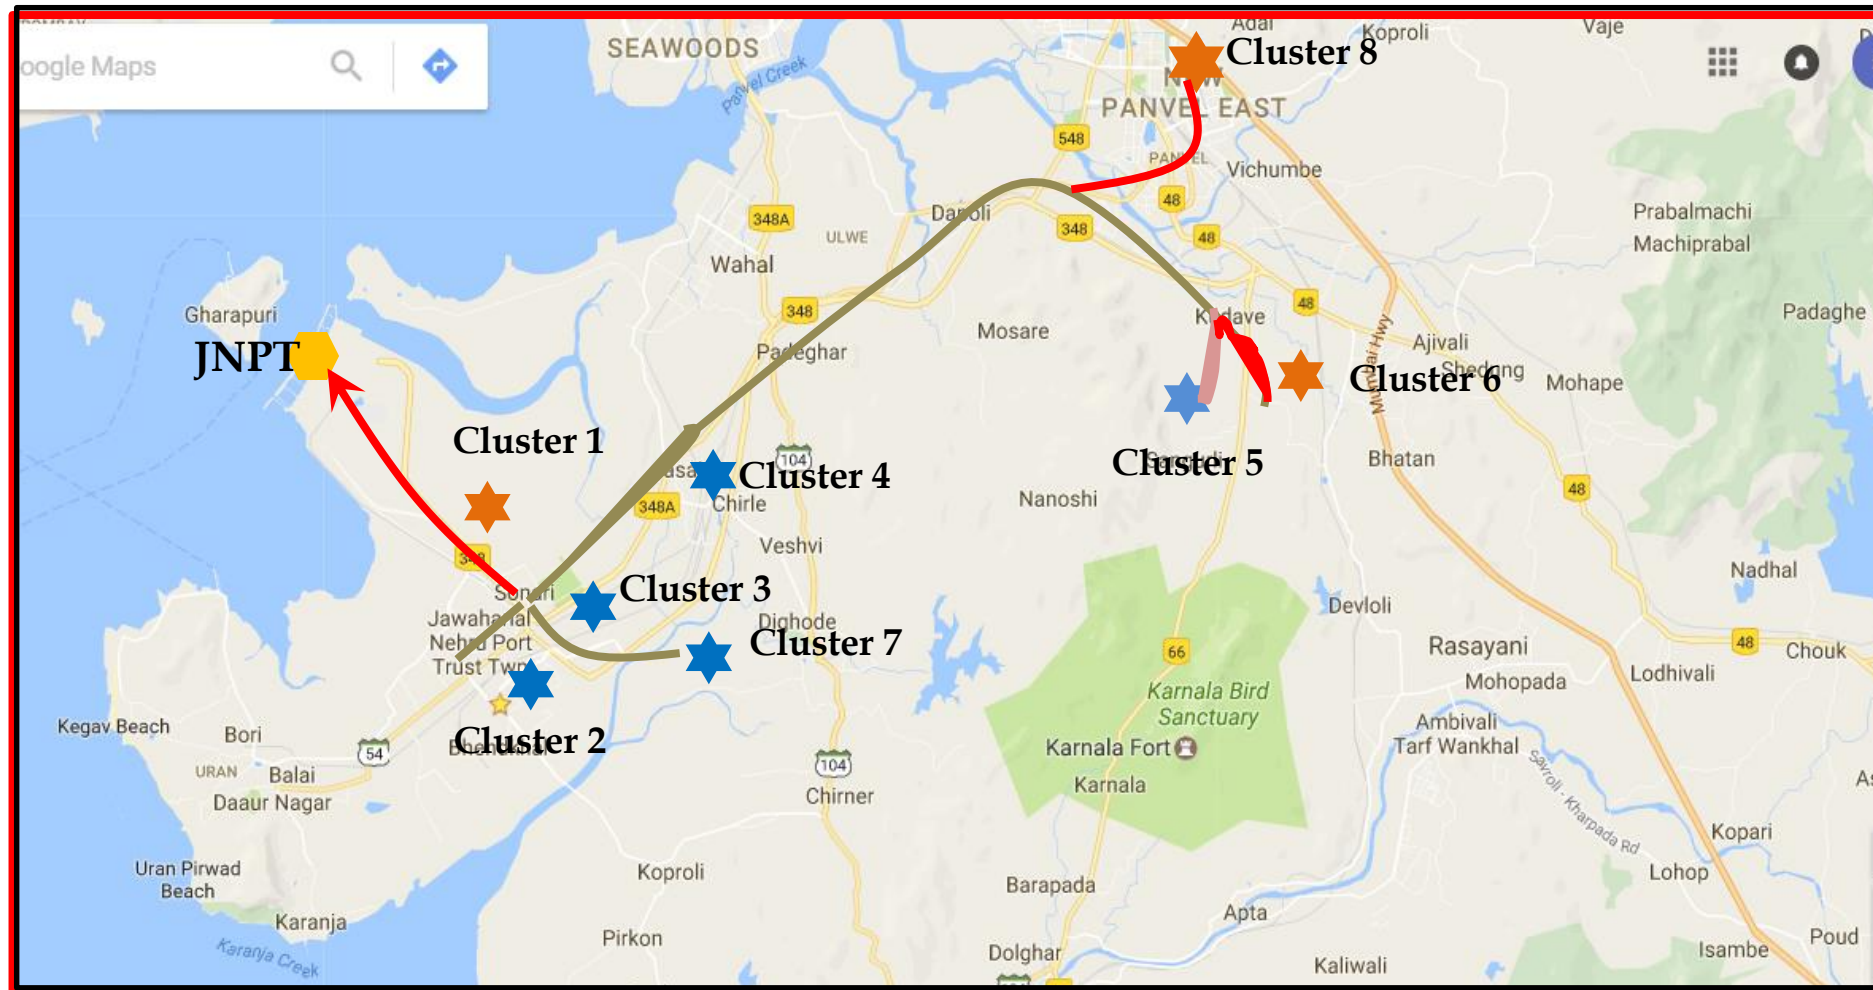 SEAWOODS
Adai
Koproli
Vaje
oogle Maps
Cluster 8
PANVEL EAST
Panvel Creek
548
Vichumbe
48
Prabalmachi
Machiprabal
348A
348
ULWE
48
Wahal
Gharapuri
348
48
Padaghe
Mosare
Ajivali
JNPT
Padeghar
Mumbai Hwy
Cluster 6
Mohape
Cluster 1
Cluster 4
104
Cluster 5
Bhatan
348A
Chirle
Nanoshi
48
Veshvi
Nadhal
Cluster 3
Jawaharlal
Nehru Port
Trust Twn
Dighode
Devloli
Cluster 7
66
Rasayani
48
Chouk
Mohopada
Lodhivali
Karnala Bird
Sanctuary
Kegav Beach
Bori
54
Cluster 2
Karnala Fort
Ambivali
Tarf Wankhal
URAN
Balai
104
Daaur Nagar
Chirner
Karnala
Savroli - Kharpada Rd
Kopari
Uran Pirwad
Beach
Koproli
Barapada
Lohop
Karanja
Apta
Karanja Creek
Pirkon
Dolghar
Kaliwali
Isambe
Poud